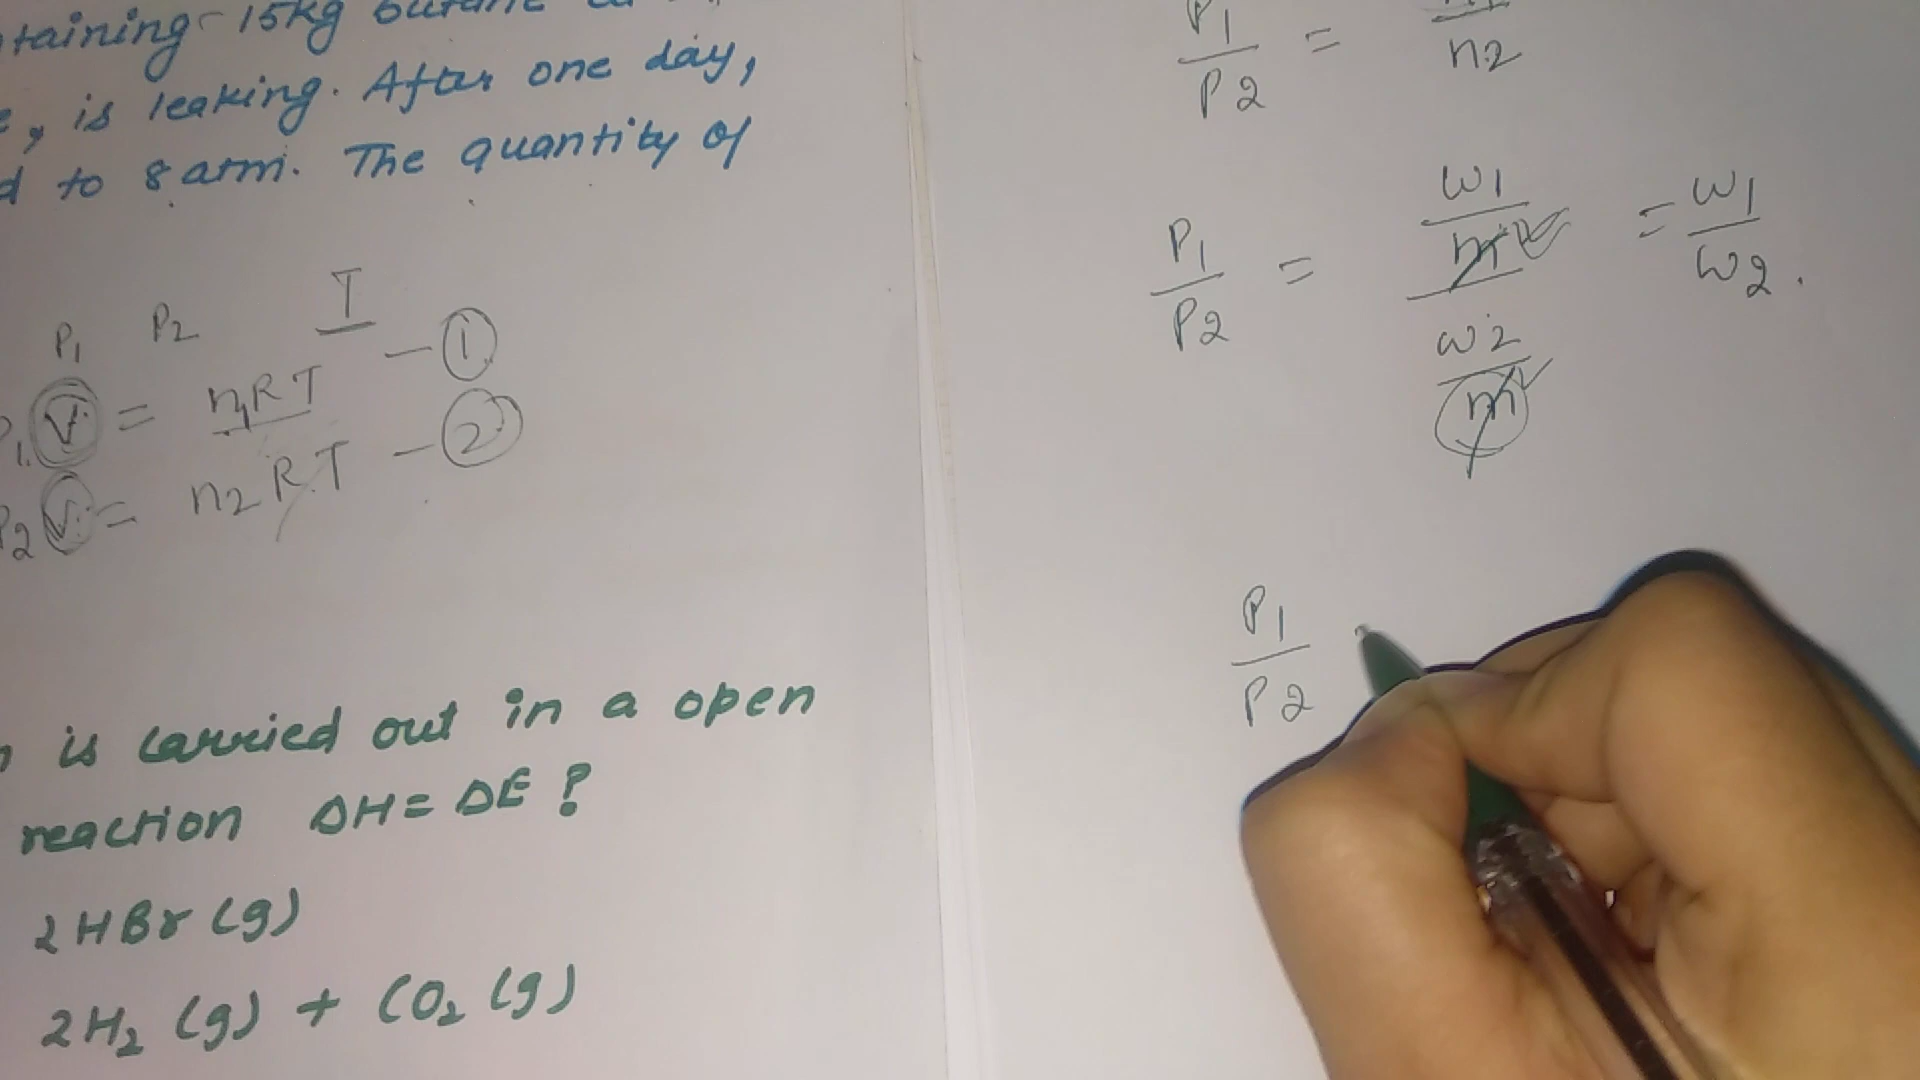 15kg
is leaking. After one day,
to 8 atm. The quantity of
P1 P2 T
V = n1RT - 1
P2 V = n2RT - 2
is carried out in a open
reaction ΔH = ΔE ?
2HBr (g)
2H2 (g) + CO2 (g)
P1/P2 = /n2
P1/P2 = w1/m / w2/m = w1/w2.
P1/P2